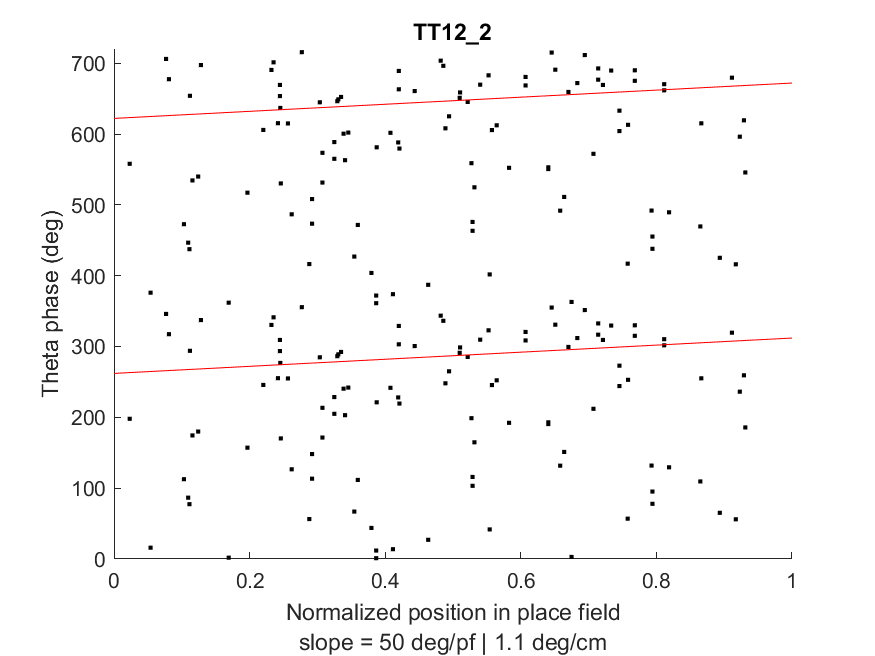 TT12_2
700
600
500
400
300
200
100
0
Theta phase (deg)
0 0.2 0.4 0.6 0.8 1
Normalized position in place field
slope = 50 deg/pf | 1.1 deg/cm